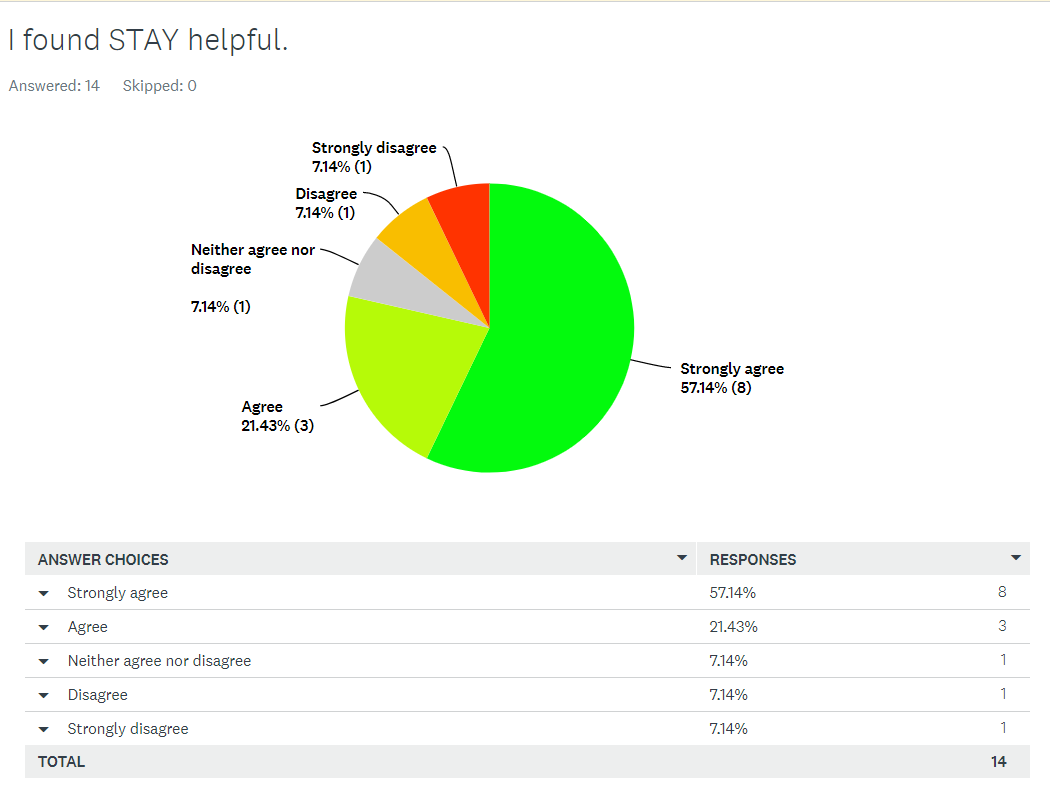 I found STAY helpful.
Answered: 14 Skipped: 0
Strongly disagree
7.14% (1)
Disagree
7.14% (1)
Neither agree nor
disagree
7.14% (1)
Agree
21.43% (3)
Strongly agree
57.14% (8)
ANSWER CHOICES RESPONSES
Strongly agree 57.14% 8
Agree 21.43% 3
Neither agree nor disagree 7.14% 1
Disagree 7.14% 1
Strongly disagree 7.14% 1
TOTAL 14